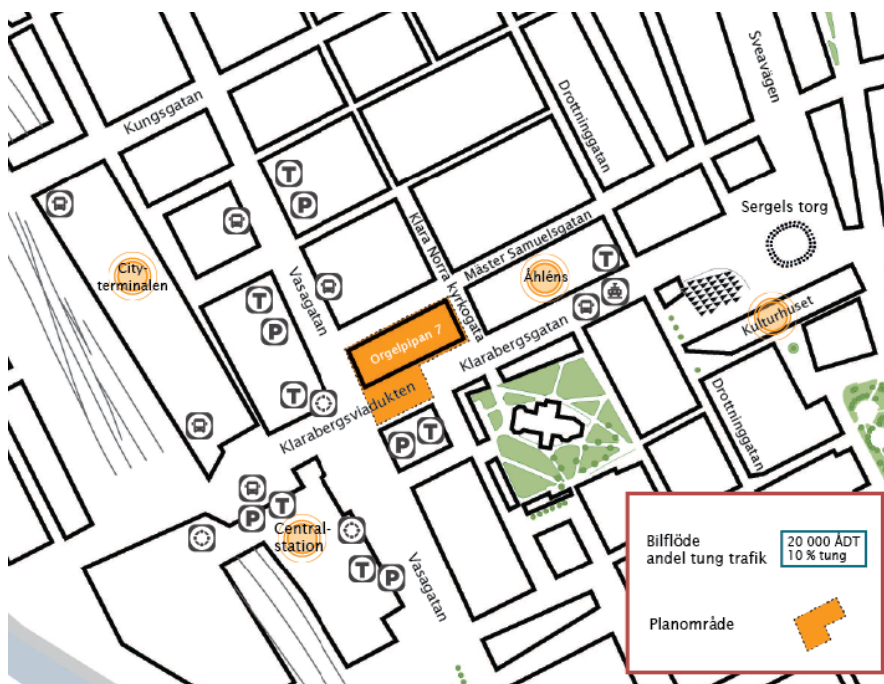 Kungsgatan
Drottninggatan
Sveavägen
Sergels torg
T
P
Klara Norra kyrkogata
Mäster Samuelsgatan
City-
terminalen
Vasagatan
Åhléns
T
T
P
Orgelpipan 7
Klarabergsgatan
Kulturhuset
T
Klarabergsviadukten
P
T
Drottninggatan
P
T
Central-
station
T
P
Vasagatan
Bilflöde
andel tung trafik
20 000 ÅDT
10 % tung
Planområde